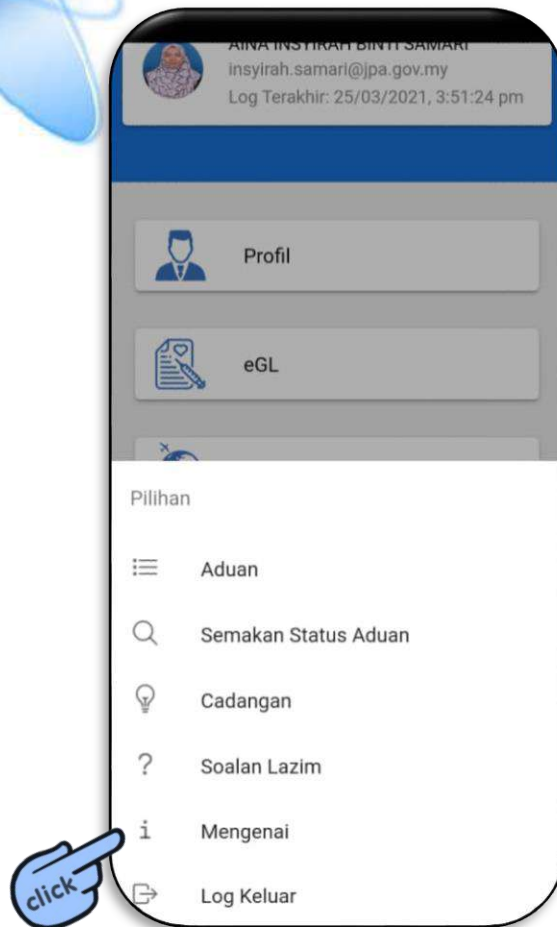 AINA INSYIRAH BINTI SAMARI
insyirah.samari@jpa.gov.my
Log Terakhir: 25/03/2021, 3:51:24 pm
Profil
eGL
Pilihan
Aduan
Semakan Status Aduan
Cadangan
Soalan Lazim
Mengenai
Log Keluar
click